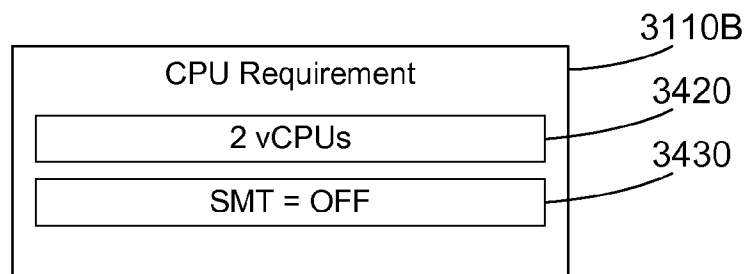 3110B
CPU Requirement
3420
2 vCPUs
3430
SMT = OFF